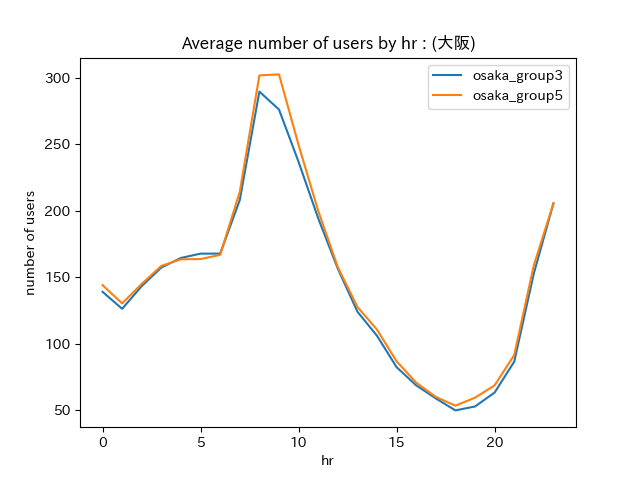 Average number of users by hr : (大阪)
osaka_group3
osaka_group5
number of users
300
250
200
150
100
50
0
5
10
15
20
hr